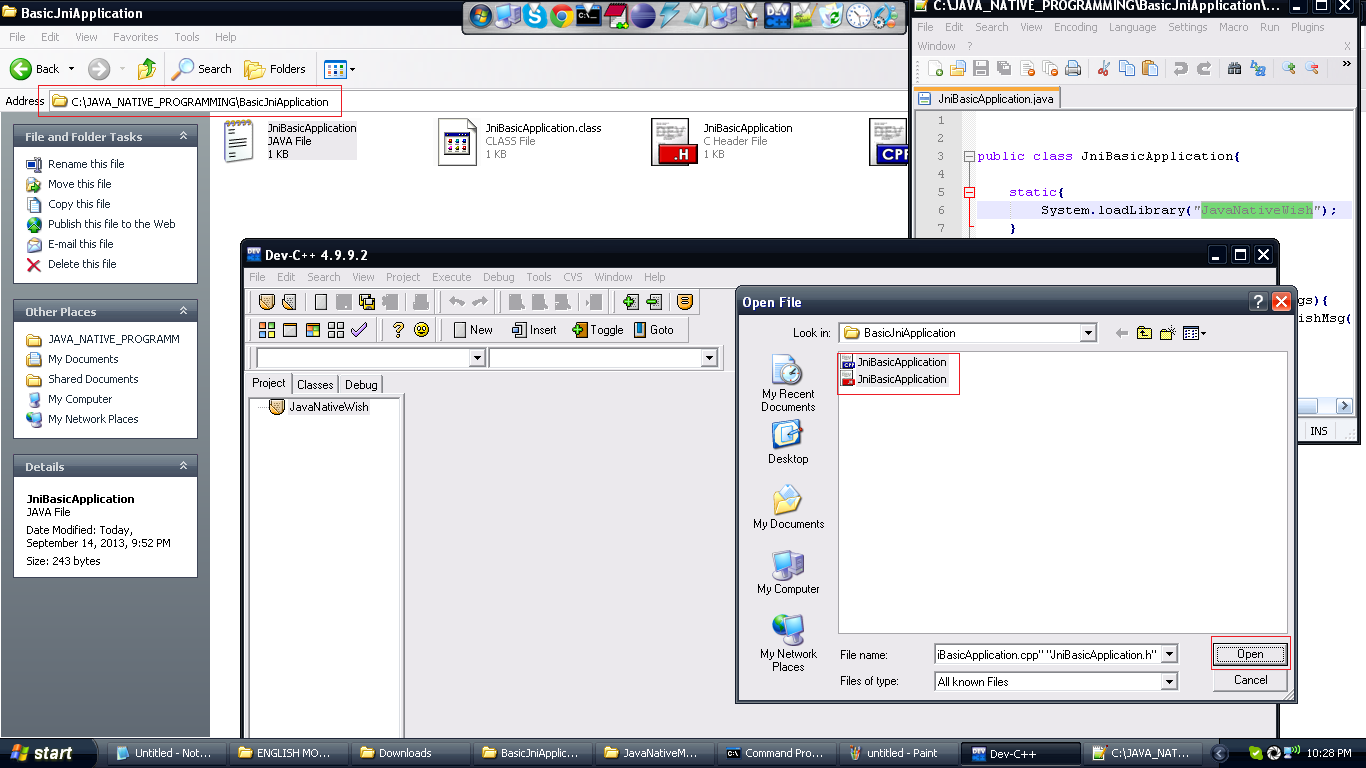 BasicJniApplication
File Edit View Favorites Tools Help
Back Search Folders
Address C:\JAVA_NATIVE_PROGRAMMING\BasicJniApplication
File and Folder Tasks
Rename this file
Move this file
Copy this file
Publish this file to the Web
E-mail this file
Delete this file
Other Places
JAVA_NATIVE_PROGRAMM
My Documents
Shared Documents
My Computer
My Network Places
Details
JniBasicApplication
JAVA File
Date Modified: Today,
September 14, 2013, 9:52 PM
Size: 243 bytes
JniBasicApplication
JAVA File
1 KB
JniBasicApplication.class
CLASS File
1 KB
DEV
.H
JniBasicApplication
C Header File
1 KB
DEV
CPP
C:\JAVA_NATIVE_PROGRAMMING\BasicJniApplication\...
File Edit Search View Encoding Language Settings Macro Run Plugins
Window ? X
JniBasicApplication.java
1
2
3 public class JniBasicApplication{
4
5 static{
6 System.loadLibrary("JavaNativeWish");
7 }
gs){
ishMsg(
INS
Dev-C++ 4.9.9.2
File Edit Search View Project Execute Debug Tools CVS Window Help
New Insert Toggle Goto
Project Classes Debug
JavaNativeWish
Open File
Look in: BasicJniApplication
My Recent
Documents
Desktop
My Documents
My Computer
My Network
Places
JniBasicApplication
JniBasicApplication
File name: iBasicApplication.cpp" "JniBasicApplication.h" Open
Files of type: All known Files Cancel
start Untitled - Not... ENGLISH MO... Downloads BasicJniApplic... JavaNativeM... Command Pro... untitled - Paint Dev-C++ C:\JAVA_NAT... 10:28 PM